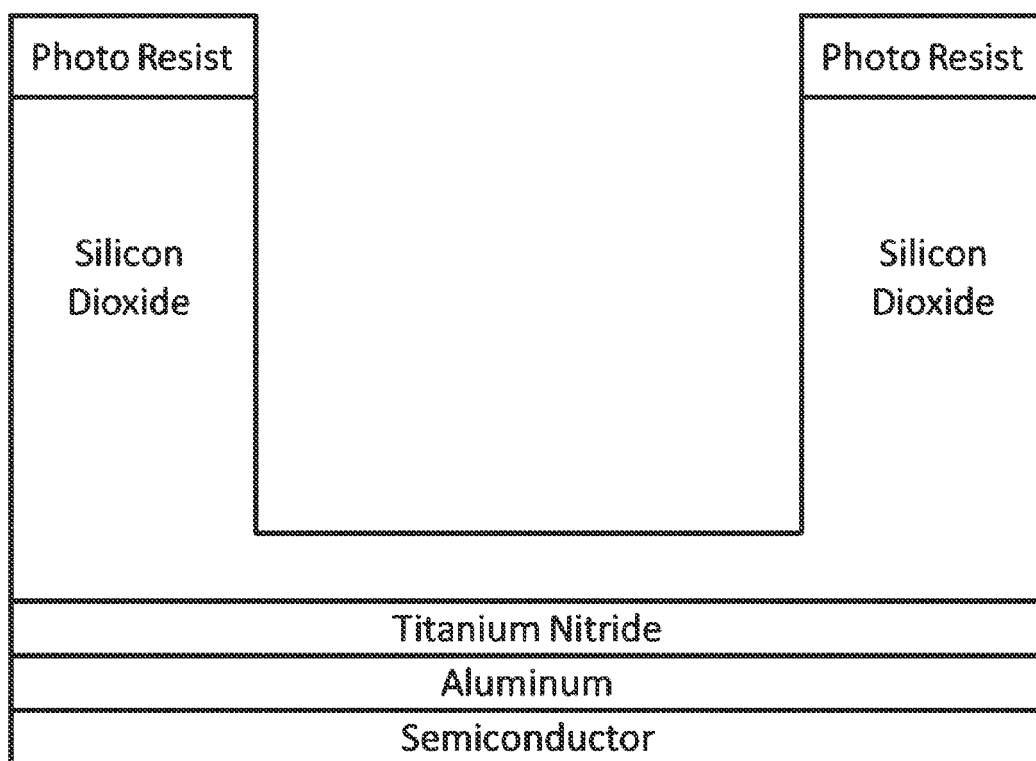 Photo Resist
Photo Resist
Silicon
Dioxide
Silicon
Dioxide
Titanium Nitride
Aluminum
Semiconductor